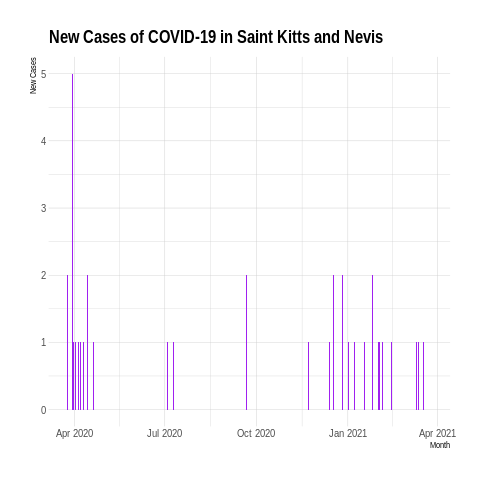 New Cases of COVID-19 in Saint Kitts and Nevis
New Cases
5
4
3
2
1
0
Apr 2020 Jul 2020 Oct 2020 Jan 2021 Apr 2021
Month